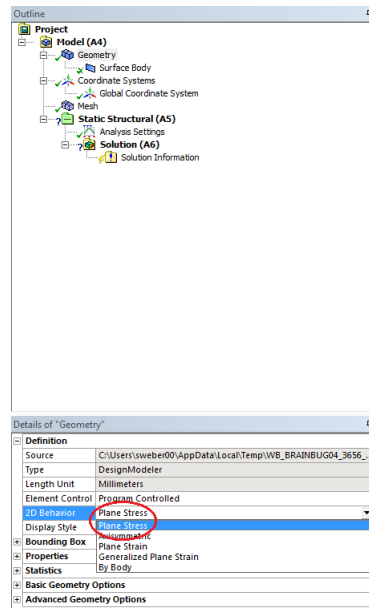 Outline
Project
Model (A4)
Geometry
Surface Body
Coordinate Systems
Global Coordinate System
Mesh
Static Structural (A5)
Analysis Settings
Solution (A6)
Solution Information
Details of "Geometry"
Definition
Source C:\Users\sweber00\AppData\Local\Temp\WB_BRAINBUG04_3656_...
Type DesignModeler
Length Unit Millimeters
Element Control Program Controlled
2D Behavior Plane Stress
Display Style Plane Stress
Bounding Box Axisymmetric
Properties Plane Strain
Statistics Generalized Plane Strain
By Body
Basic Geometry Options
Advanced Geometry Options